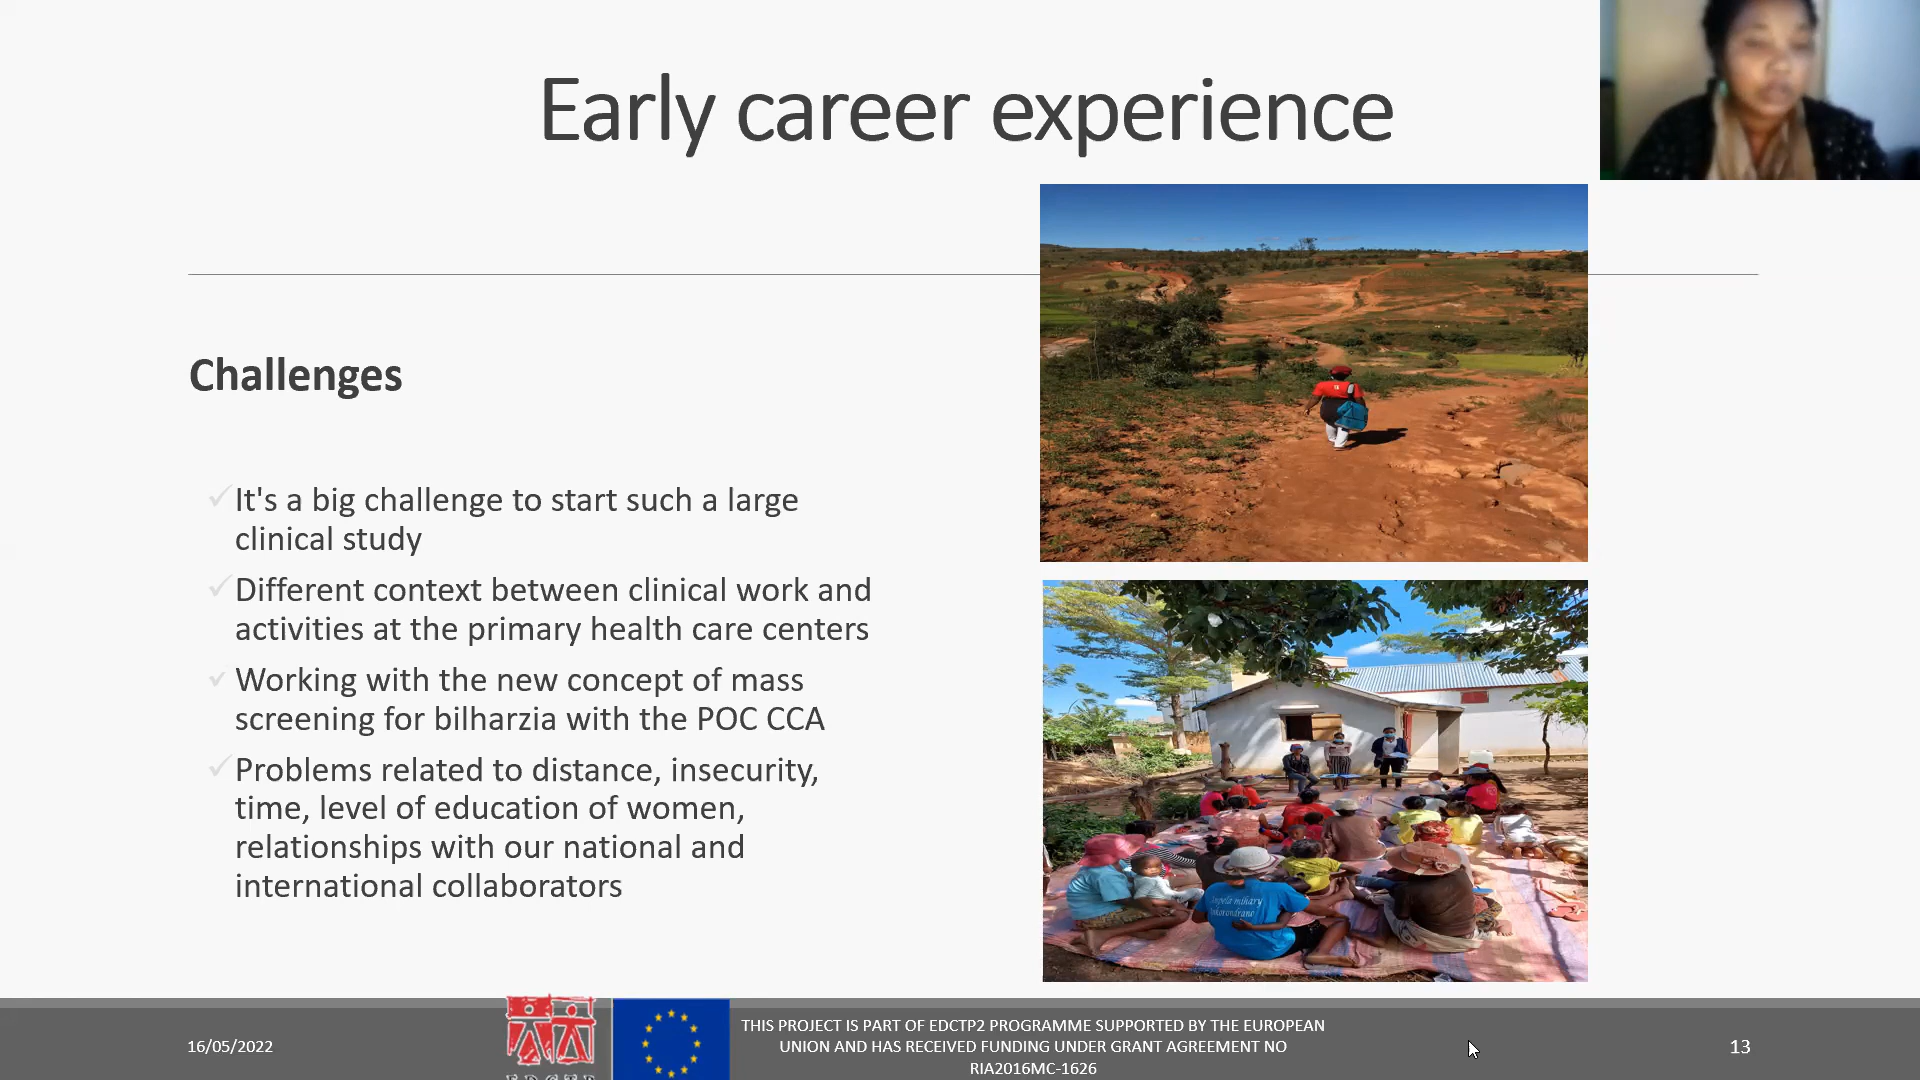 Early career experience
Challenges
It's a big challenge to start such a large
clinical study
Different context between clinical work and
activities at the primary health care centers
Working with the new concept of mass
screening for bilharzia with the POC CCA
Problems related to distance, insecurity,
time, level of education of women,
relationships with our national and
international collaborators
mihary
16/05/2022
THIS PROJECT IS PART OF EDCTP2 PROGRAMME SUPPORTED BY THE EUROPEAN
UNION AND HAS RECEIVED FUNDING UNDER GRANT AGREEMENT NO
RIA2016MC-1626
13